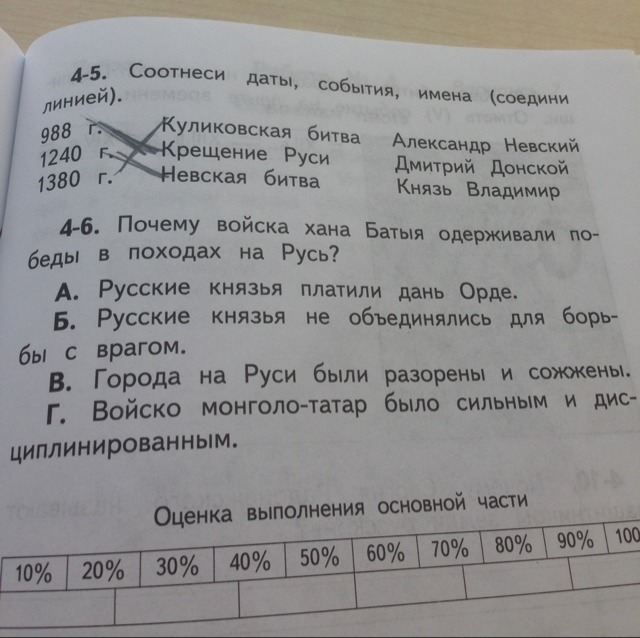 4-5. Соотнеси даты, события, имена (соедини
линией).
988 г. Куликовская битва Александр Невский
1240 г. Крещение Руси Дмитрий Донской
1380 г. Невская битва Князь Владимир
4-6. Почему войска хана Батыя одерживали по-
беды в походах на Русь?
А. Русские князья платили дань Орде.
Б. Русские князья не объединялись для борь-
бы с врагом.
В. Города на Руси были разорены и сожжены.
Г. Войско монголо-татар было сильным и дис-
циплинированным.
Оценка выполнения основной части
10% 20% 30% 40% 50% 60% 70% 80% 90% 100